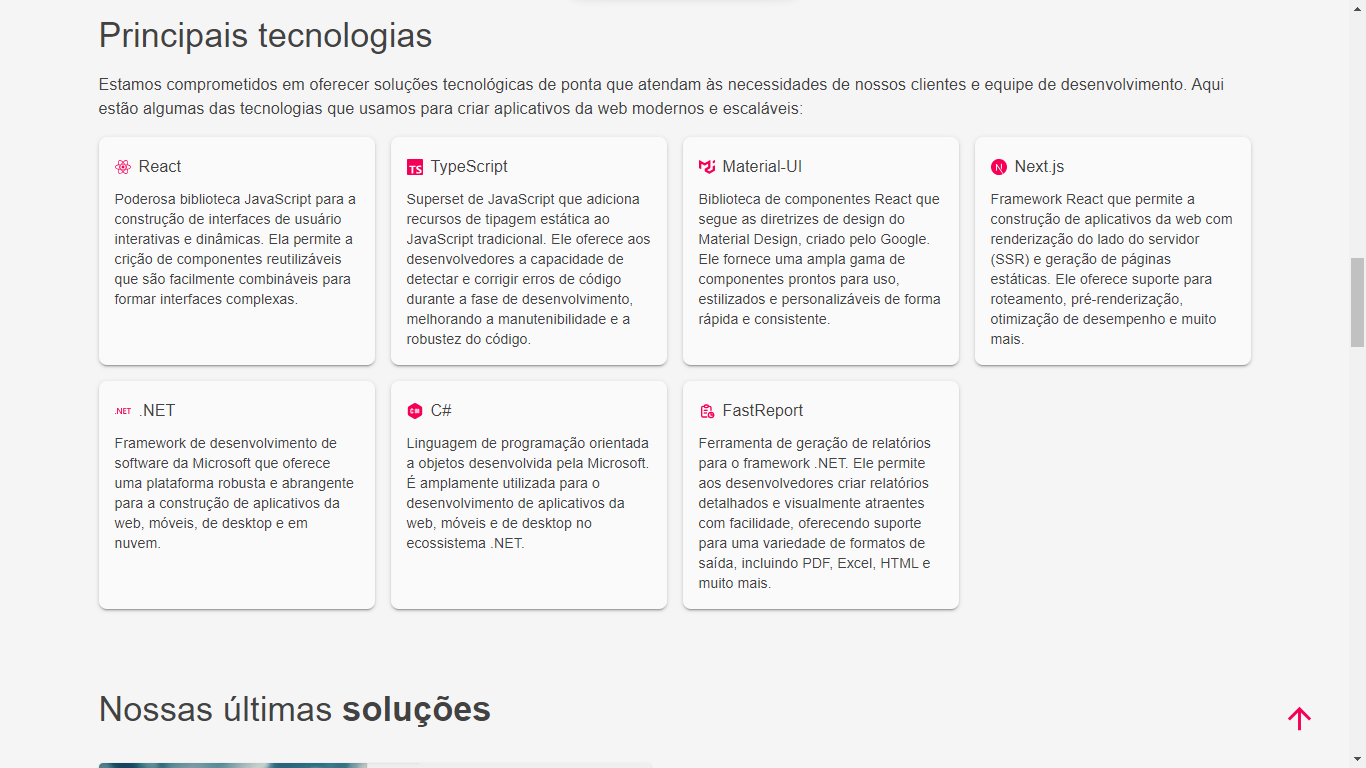 Principais tecnologias
Estamos comprometidos em oferecer soluções tecnológicas de ponta que atendam às necessidades de nossos clientes e equipe de desenvolvimento. Aqui
estão algumas das tecnologias que usamos para criar aplicativos da web modernos e escaláveis:
React
Poderosa biblioteca JavaScript para a
construção de interfaces de usuário
interativas e dinâmicas. Ela permite a
crição de componentes reutilizáveis
que são facilmente combináveis para
formar interfaces complexas.
TS TypeScript
Superset de JavaScript que adiciona
recursos de tipagem estática ao
JavaScript tradicional. Ele oferece aos
desenvolvedores a capacidade de
detectar e corrigir erros de código
durante a fase de desenvolvimento,
melhorando a manutenibilidade e a
robustez do código.
Material-UI
Biblioteca de componentes React que
segue as diretrizes de design do
Material Design, criado pelo Google.
Ele fornece uma ampla gama de
componentes prontos para uso,
estilizados e personalizáveis de forma
rápida e consistente.
N Next.js
Framework React que permite a
construção de aplicativos da web com
renderização do lado do servidor
(SSR) e geração de páginas
estáticas. Ele oferece suporte para
roteamento, pré-renderização,
otimização de desempenho e muito
mais.
.NET .NET
Framework de desenvolvimento de
software da Microsoft que oferece
uma plataforma robusta e abrangente
para a construção de aplicativos da
web, móveis, de desktop e em
nuvem.
C# C#
Linguagem de programação orientada
a objetos desenvolvida pela Microsoft.
É amplamente utilizada para o
desenvolvimento de aplicativos da
web, móveis e de desktop no
ecossistema .NET.
FastReport
Ferramenta de geração de relatórios
para o framework .NET. Ele permite
aos desenvolvedores criar relatórios
detalhados e visualmente atraentes
com facilidade, oferecendo suporte
para uma variedade de formatos de
saída, incluindo PDF, Excel, HTML e
muito mais.
Nossas últimas soluções